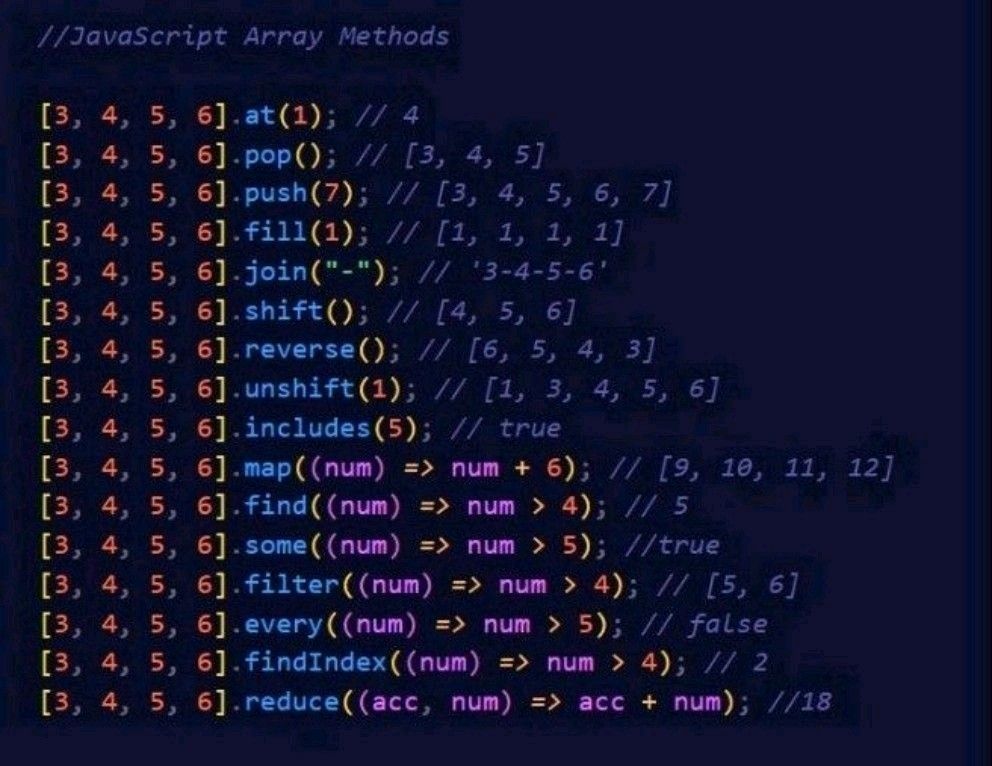 //JavaScript Array Methods
[3, 4, 5, 6].at(1); // 4
[3, 4, 5, 6].pop(); // [3, 4, 5]
[3, 4, 5, 6].push(7); // [3, 4, 5, 6, 7]
[3, 4, 5, 6].fill(1); // [1, 1, 1, 1]
[3, 4, 5, 6].join("-"); // '3-4-5-6'
[3, 4, 5, 6].shift(); // [4, 5, 6]
[3, 4, 5, 6].reverse(); // [6, 5, 4, 3]
[3, 4, 5, 6].unshift(1); // [1, 3, 4, 5, 6]
[3, 4, 5, 6].includes(5); // true
[3, 4, 5, 6].map((num) => num + 6); // [9, 10, 11, 12]
[3, 4, 5, 6].find((num) => num > 4); // 5
[3, 4, 5, 6].some((num) => num > 5); //true
[3, 4, 5, 6].filter((num) => num > 4); // [5, 6]
[3, 4, 5, 6].every((num) => num > 5); // false
[3, 4, 5, 6].findIndex((num) => num > 4); // 2
[3, 4, 5, 6].reduce((acc, num) => acc + num); //18